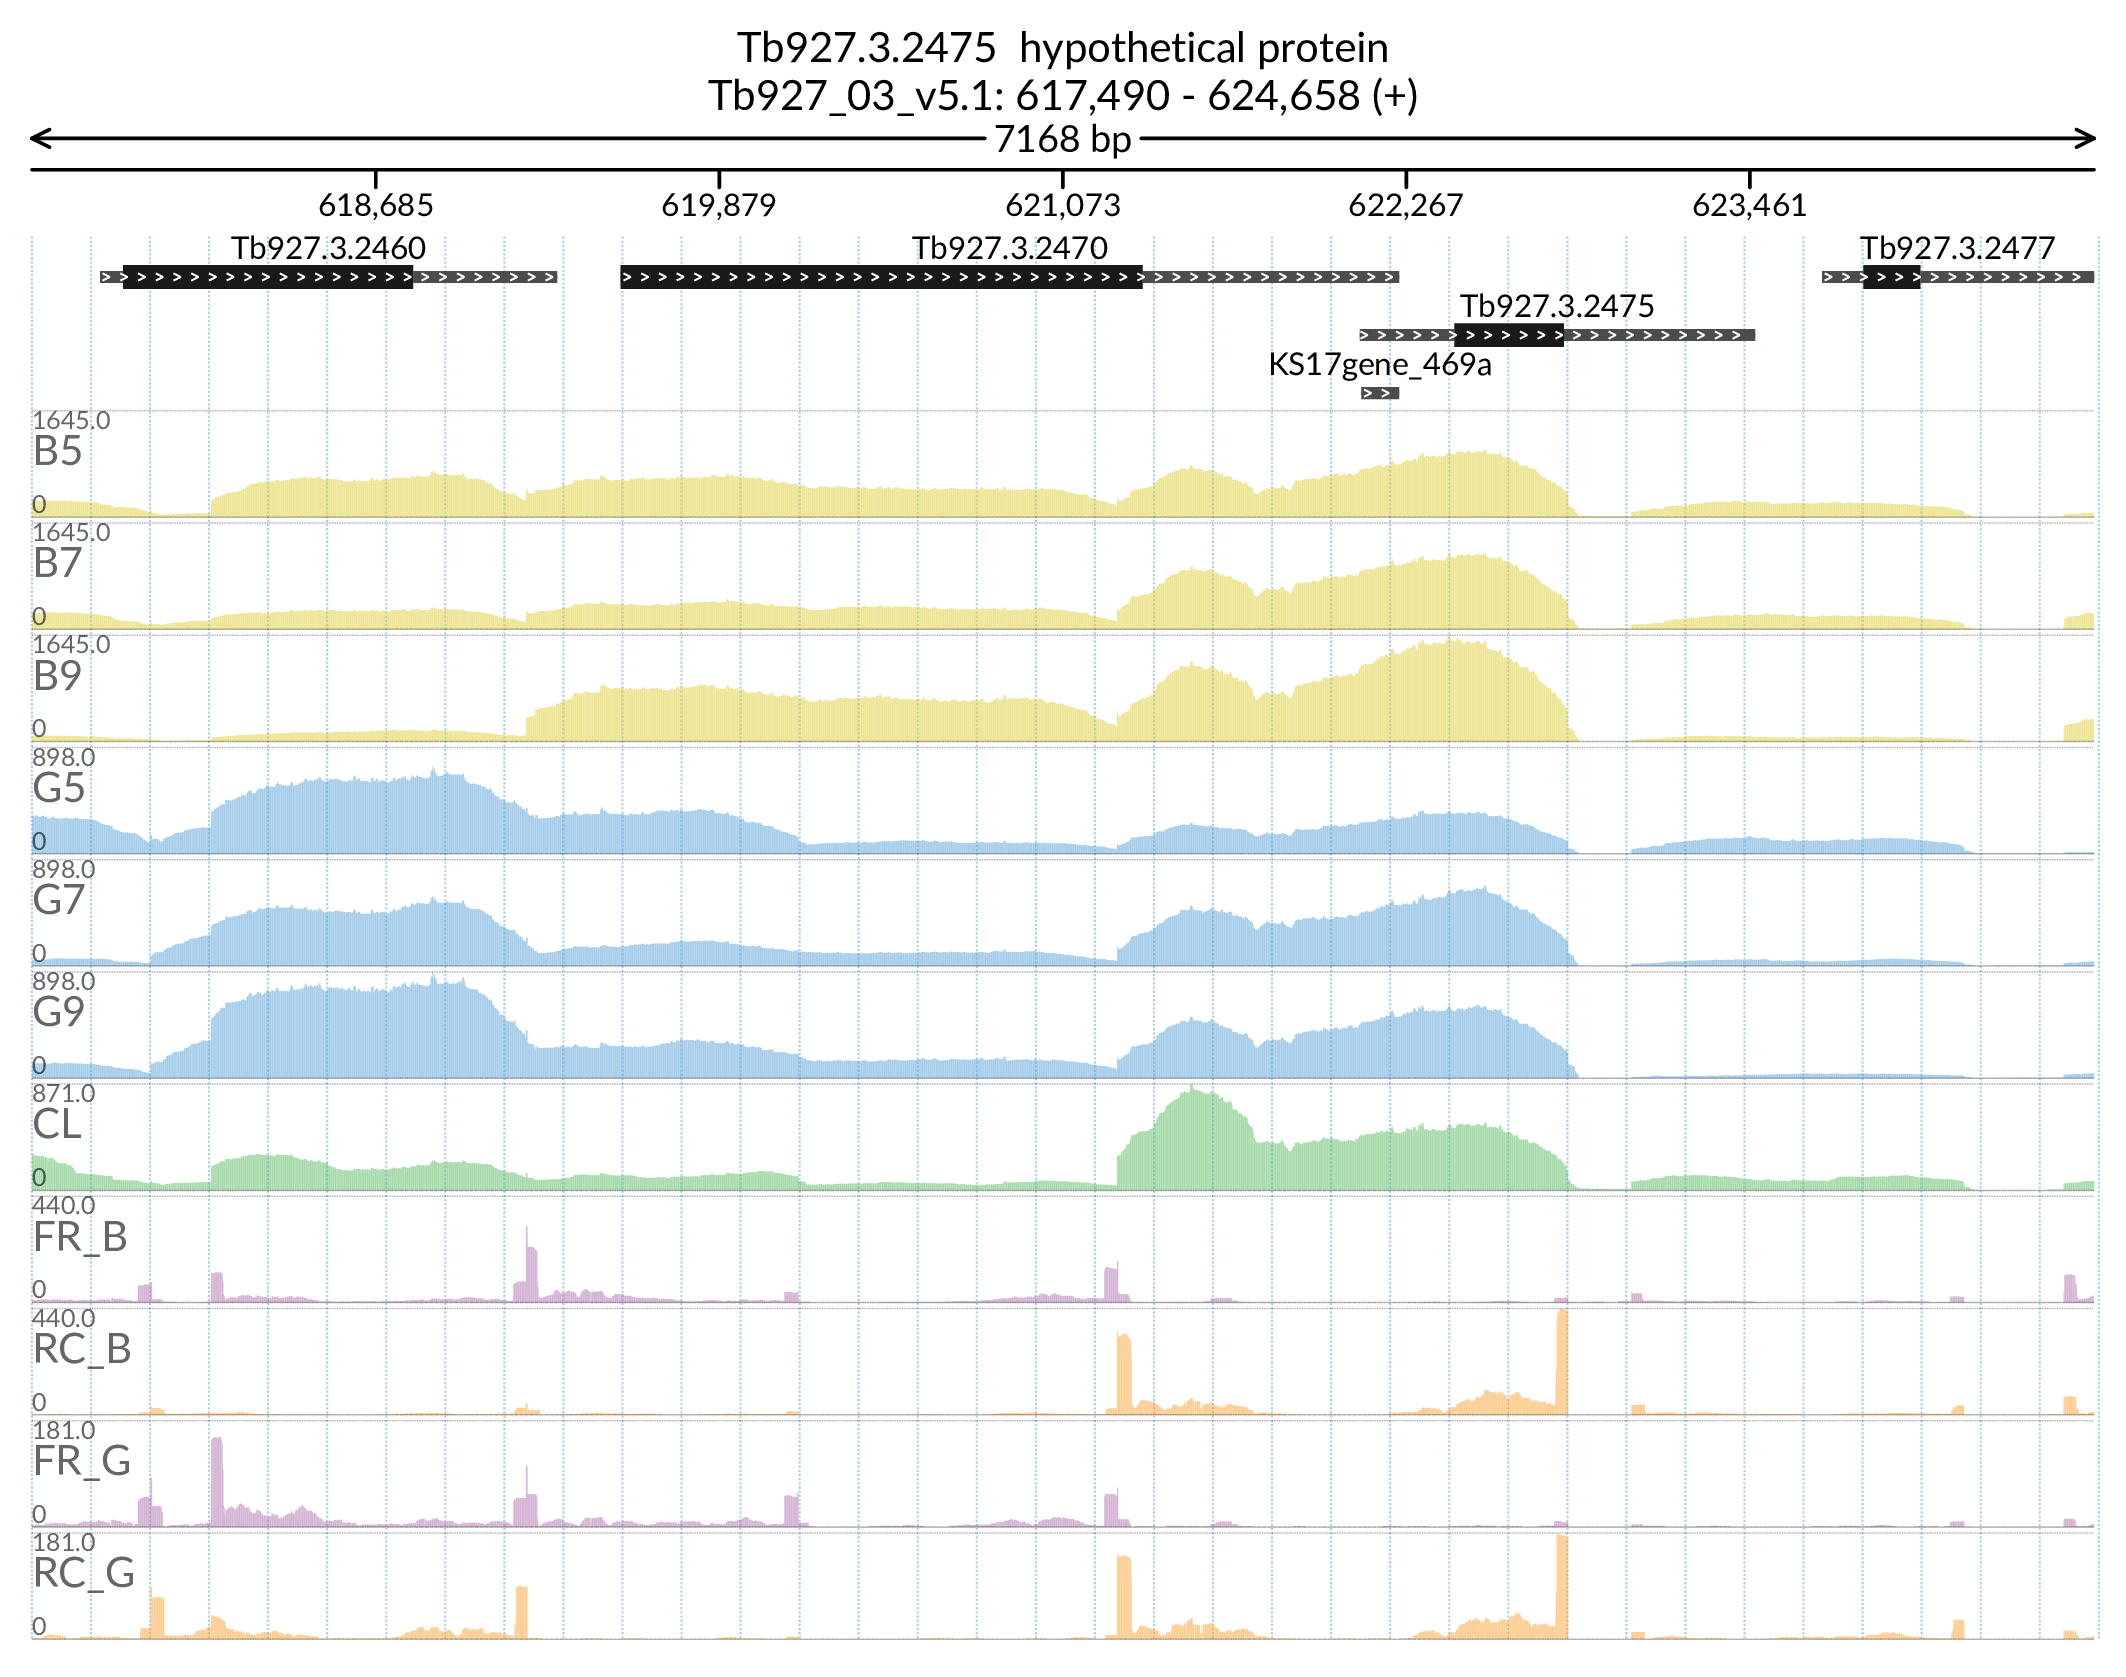 Tb927.3.2475  hypothetical protein
Tb927_03_v5.1: 617,490 - 624,658 (+)
7168 bp
618,685 619,879 621,073 622,267 623,461
Tb927.3.2460 Tb927.3.2470 Tb927.3.2477
Tb927.3.2475
KS17gene_469a
1645.0
B5
0
1645.0
B7
0
1645.0
B9
0
898.0
G5
0
898.0
G7
0
898.0
G9
0
871.0
CL
0
440.0
FR_B
0
440.0
RC_B
0
181.0
FR_G
0
181.0
RC_G
0